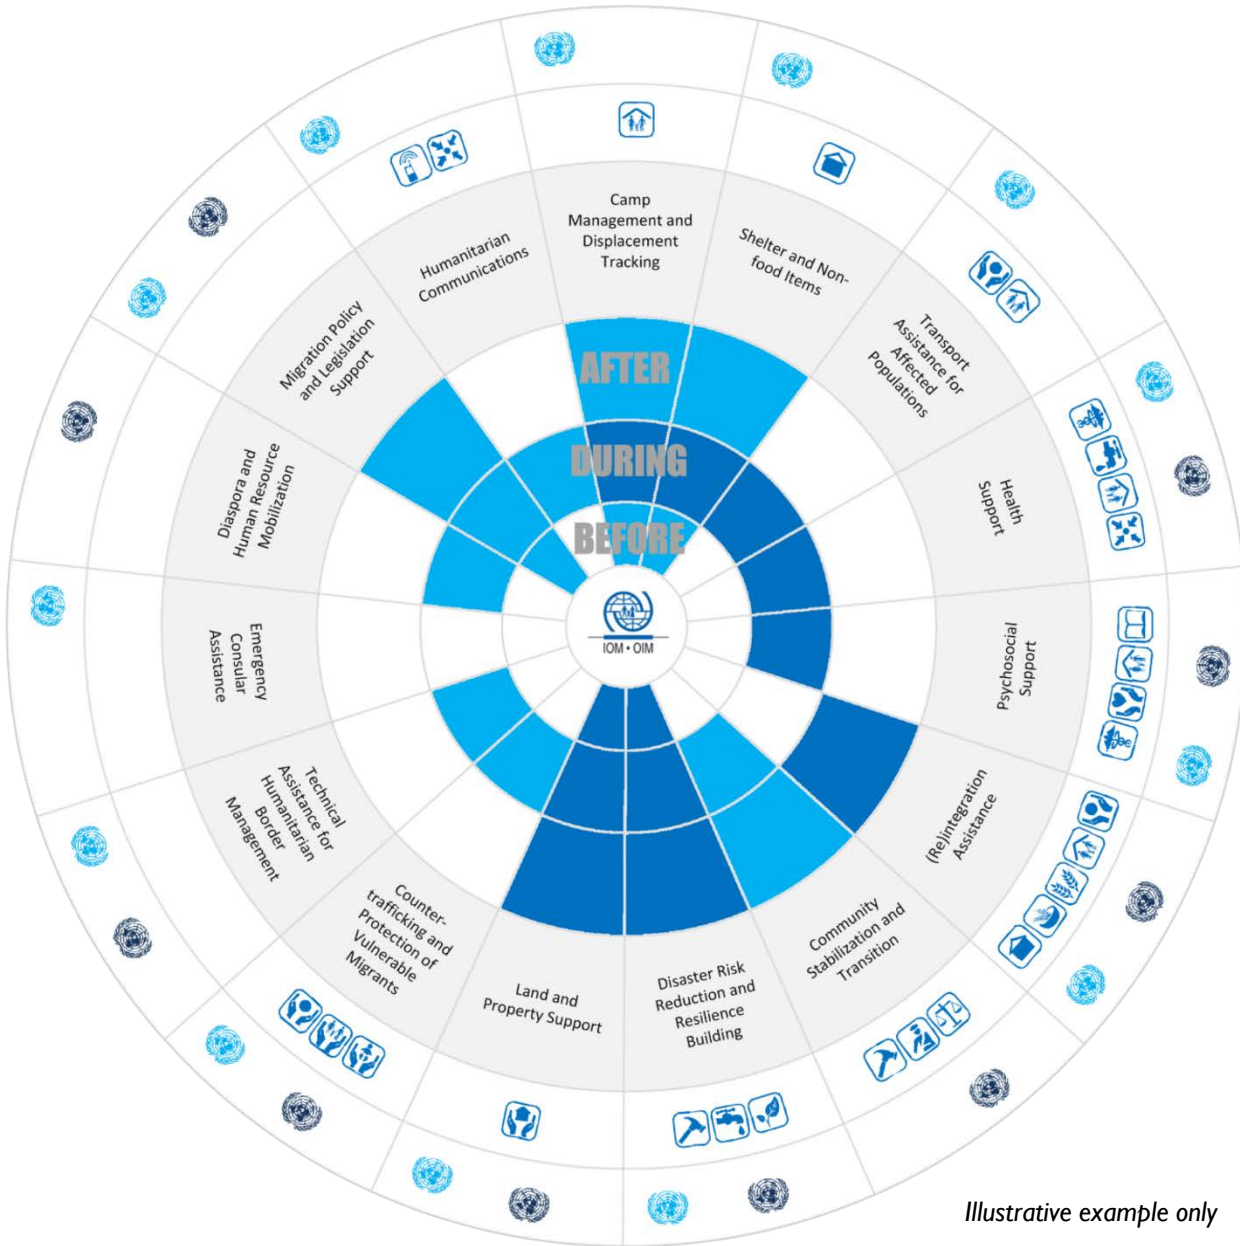 Camp
Management and
Displacement
Tracking
Shelter and Non-
food Items
Transport
Assistance for
Affected
Populations
Health
Support
Psychosocial
Support
(Re)integration
Assistance
Community
Stabilization and
Transition
Disaster Risk
Reduction and
Resilience
Building
Land and
Property Support
Counter-
trafficking and
Protection of
Vulnerable
Migrants
Technical
Assistance for
Humanitarian
Border
Management
Emergency
Consular
Assistance
Diaspora and
Human Resource
Mobilization
Migration Policy
and Legislation
Support
Humanitarian
Communications
AFTER
DURING
BEFORE
IOM • OIM
Illustrative example only